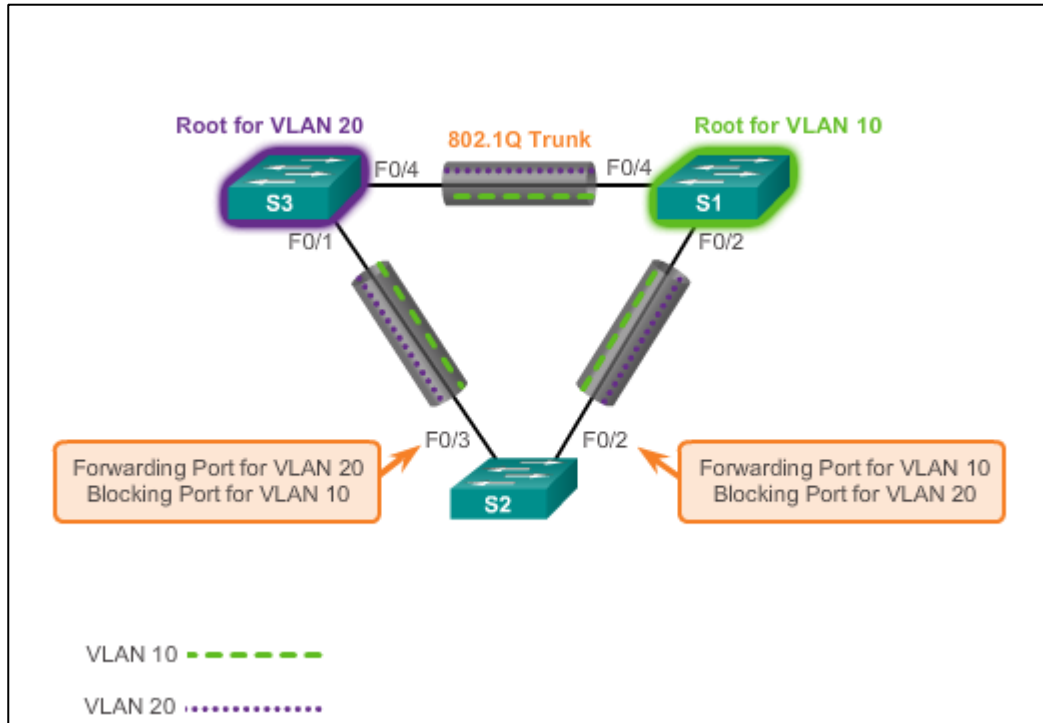 Root for VLAN 20
Root for VLAN 10
802.1Q Trunk
F0/4
F0/4
S3
S1
F0/1
F0/2
F0/3
F0/2
Forwarding Port for VLAN 20
Blocking Port for VLAN 10
Forwarding Port for VLAN 10
Blocking Port for VLAN 20
S2
VLAN 10
VLAN 20